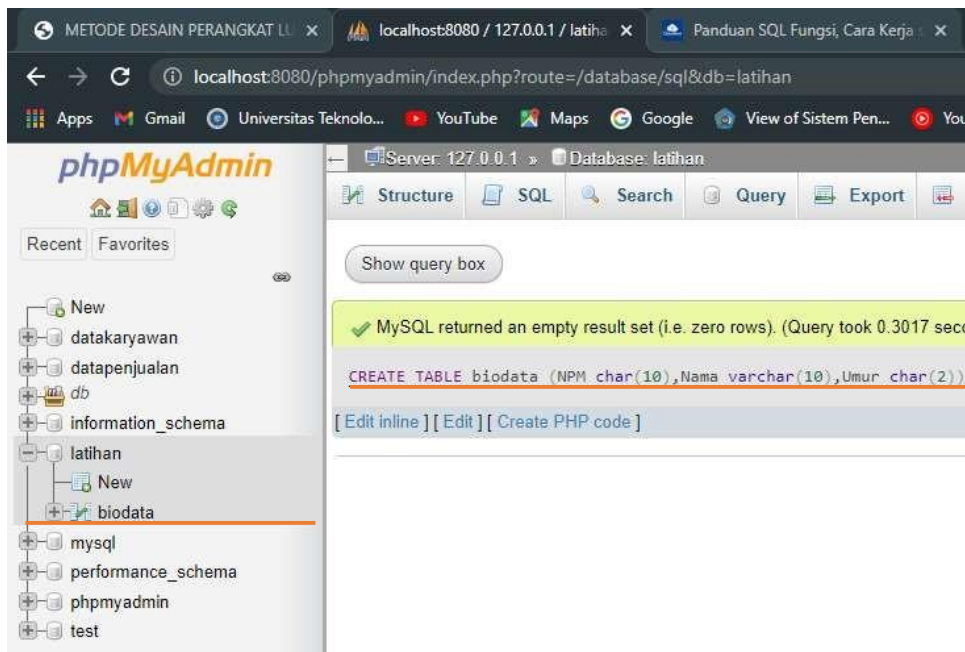 METODE DESAIN PERANGKAT LU
localhost:8080 / 127.0.0.1 / latiha
Panduan SQL Fungsi, Cara Kerja
localhost:8080/phpmyadmin/index.php?route=/database/sql&db=latihan
Apps Gmail Universitas Teknolo... YouTube Maps Google View of Sistem Pen... You
phpMyAdmin
Recent Favorites
New
datakaryawan
datapenjualan
db
information_schema
latihan
New
biodata
mysql
performance_schema
phpmyadmin
test
Server: 127.0.0.1 » Database: latihan
Structure SQL Search Query Export
Show query box
MySQL returned an empty result set (i.e. zero rows). (Query took 0.3017 seco
CREATE TABLE biodata (NPM char(10),Nama varchar(10),Umur char(2))
[ Edit inline ] [ Edit ] [ Create PHP code ]